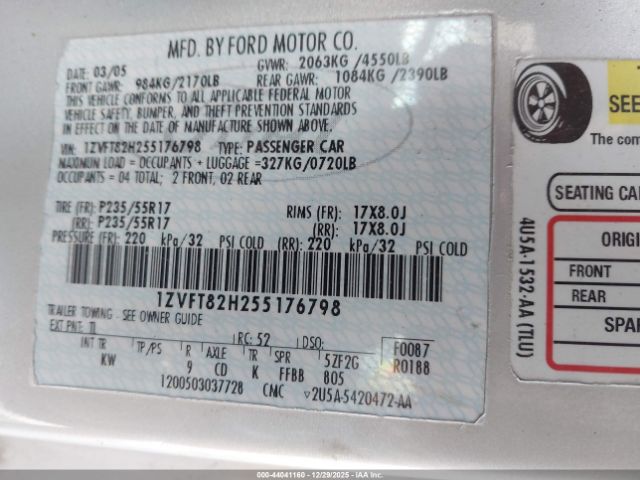 MFD. BY FORD MOTOR CO.
DATE: 03/05 GVWR: 2063KG /4550LB
FRONT GAWR: 984KG/2170LB REAR GAWR: 1084KG /2390LB
THIS VEHICLE CONFORMS TO ALL APPLICABLE FEDERAL MOTOR
VEHICLE SAFETY, BUMPER, AND THEFT PREVENTION STANDARDS
IN EFFECT ON THE DATE OF MANUFACTURE SHOWN ABOVE.
VIN: 1ZVFT82H255176798 TYPE: PASSENGER CAR
MAXIMUM LOAD = OCCUPANTS + LUGGAGE =327KG/0720LB
OCCUPANTS = 04 TOTAL; 2 FRONT, 02 REAR
TIRE (FR): P235/55R17 RIMS (FR): 17X8.0J
(RR): P235/55R17 (RR): 17X8.0J
PRESSURE (FR): 220 kPa/32 PSI COLD (RR): 220 kPa/32 PSI COLD
1ZVFT82H255176798
TRAILER TOWING - SEE OWNER GUIDE
EXT PNT: TL RC: 52 DSO: F0087
INT TR TP/PS R AXLE TR SPR 5ZF2G R0188
KW 9 CD K FFBB 805
1200503037728 CMC ▽2U5A-5420472-AA
SEE
The com
SEATING CA
ORIGI
FRONT
REAR
SPA
4U5A-1532-AA (TLU)
000-44041160 - 12/29/2025 - IAAI.CA